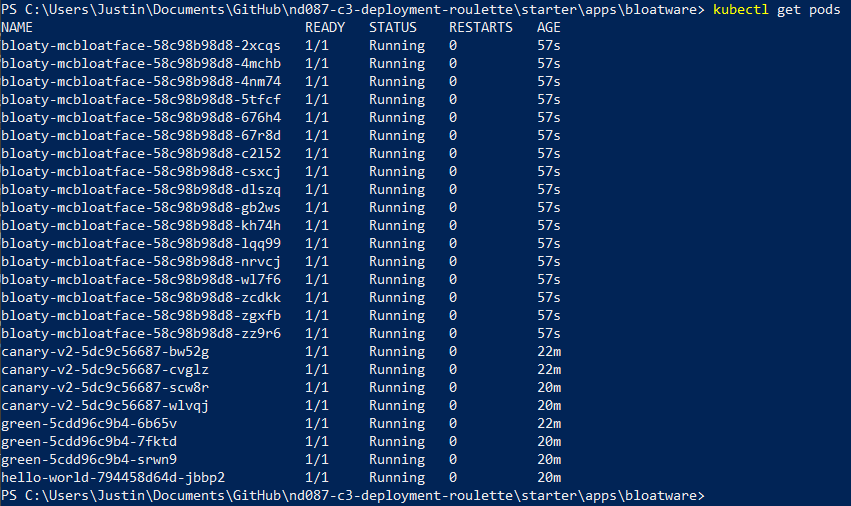 PS C:\Users\Justin\Documents\GitHub\nd087-c3-deployment-roulette\starter\apps\bloatware> kubectl get pods
NAME READY STATUS RESTARTS AGE
bloaty-mcbloatface-58c98b98d8-2xcqs 1/1 Running 0 57s
bloaty-mcbloatface-58c98b98d8-4mchb 1/1 Running 0 57s
bloaty-mcbloatface-58c98b98d8-4nm74 1/1 Running 0 57s
bloaty-mcbloatface-58c98b98d8-5tfcf 1/1 Running 0 57s
bloaty-mcbloatface-58c98b98d8-676h4 1/1 Running 0 57s
bloaty-mcbloatface-58c98b98d8-67r8d 1/1 Running 0 57s
bloaty-mcbloatface-58c98b98d8-c2l52 1/1 Running 0 57s
bloaty-mcbloatface-58c98b98d8-csxcj 1/1 Running 0 57s
bloaty-mcbloatface-58c98b98d8-dlszq 1/1 Running 0 57s
bloaty-mcbloatface-58c98b98d8-gb2ws 1/1 Running 0 57s
bloaty-mcbloatface-58c98b98d8-kh74h 1/1 Running 0 57s
bloaty-mcbloatface-58c98b98d8-lqq99 1/1 Running 0 57s
bloaty-mcbloatface-58c98b98d8-nrvcj 1/1 Running 0 57s
bloaty-mcbloatface-58c98b98d8-wl7f6 1/1 Running 0 57s
bloaty-mcbloatface-58c98b98d8-zcdkk 1/1 Running 0 57s
bloaty-mcbloatface-58c98b98d8-zgxfb 1/1 Running 0 57s
bloaty-mcbloatface-58c98b98d8-zz9r6 1/1 Running 0 57s
canary-v2-5dc9c56687-bw52g 1/1 Running 0 22m
canary-v2-5dc9c56687-cvglz 1/1 Running 0 22m
canary-v2-5dc9c56687-scw8r 1/1 Running 0 20m
canary-v2-5dc9c56687-wlvqj 1/1 Running 0 20m
green-5cdd96c9b4-6b65v 1/1 Running 0 22m
green-5cdd96c9b4-7fktd 1/1 Running 0 20m
green-5cdd96c9b4-srwn9 1/1 Running 0 20m
hello-world-794458d64d-jbbp2 1/1 Running 0 20m
PS C:\Users\Justin\Documents\GitHub\nd087-c3-deployment-roulette\starter\apps\bloatware>